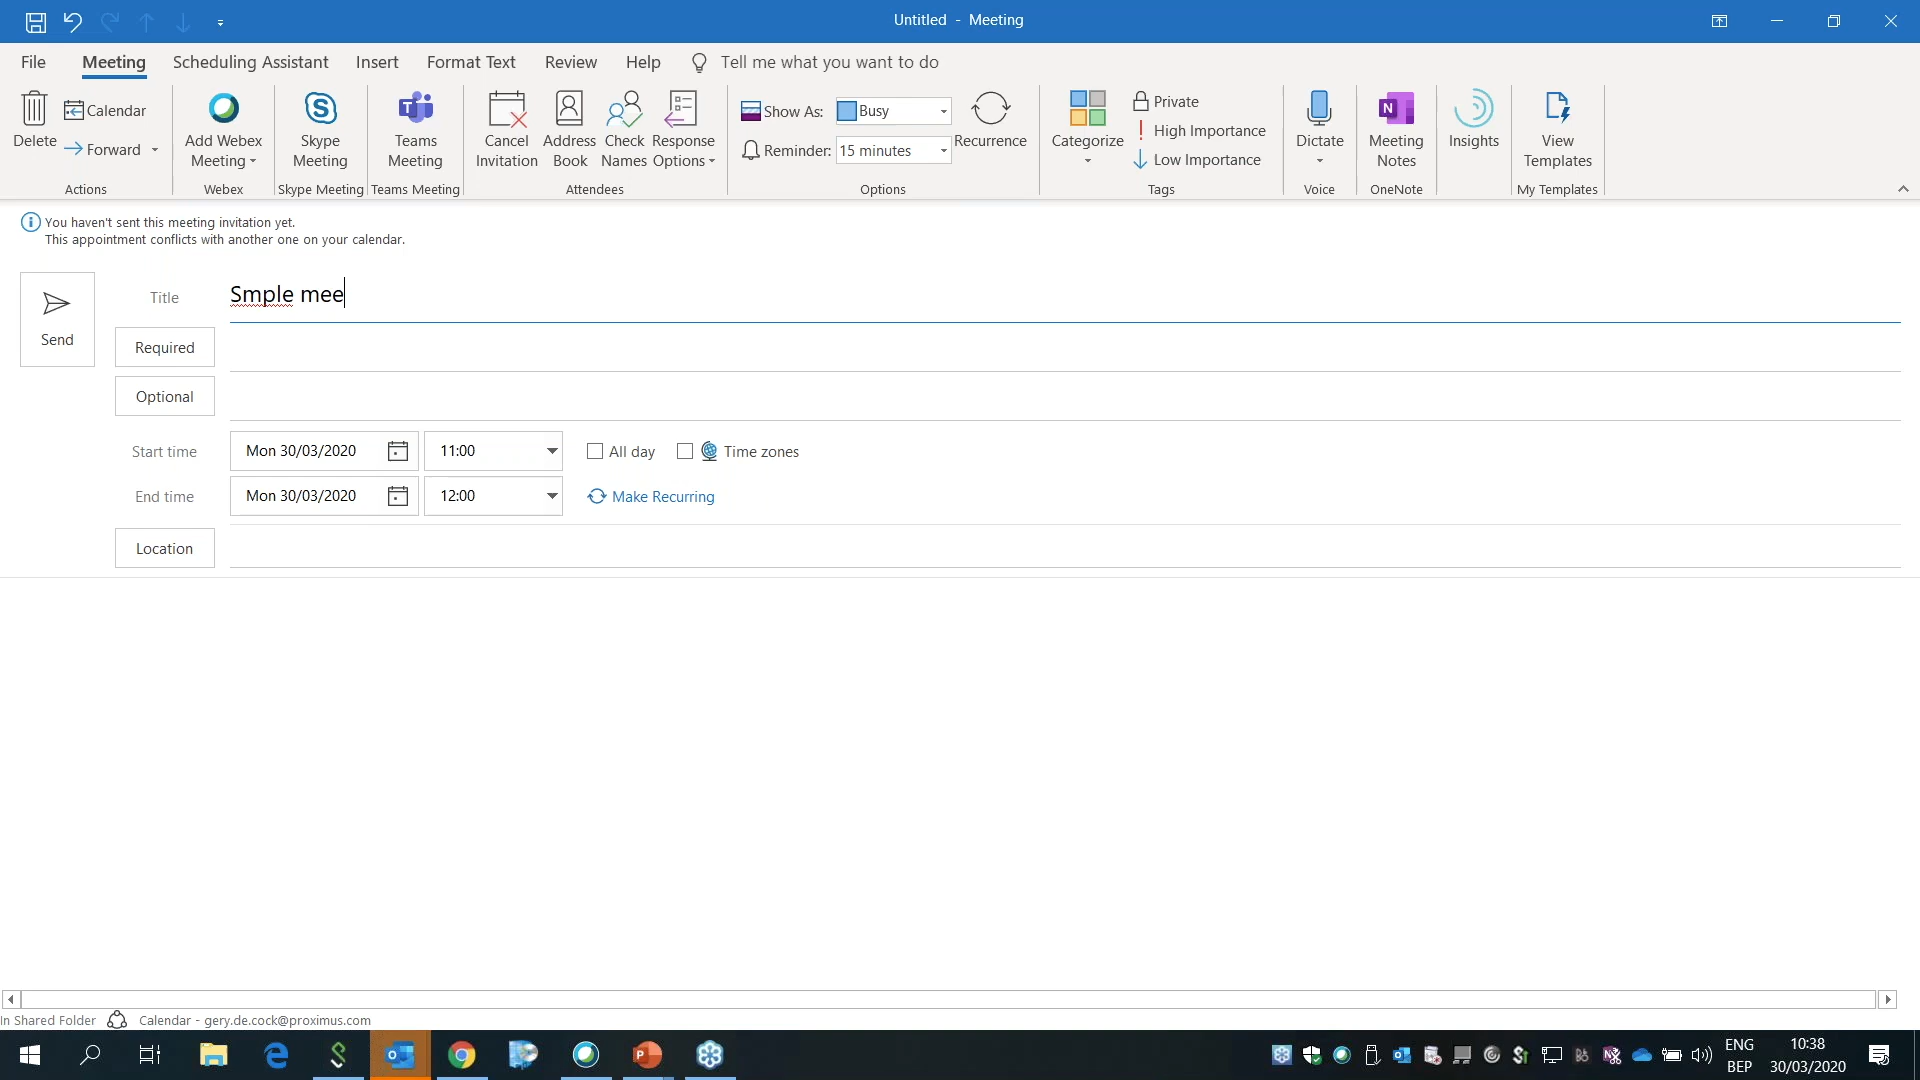 Untitled - Meeting
File Meeting Scheduling Assistant Insert Format Text Review Help Tell me what you want to do
Delete
Calendar
Forward
Actions
Add Webex
Meeting
Webex
Skype
Meeting
Skype Meeting
Teams
Meeting
Teams Meeting
Cancel
Invitation
Address
Book
Check
Names
Response
Options
Attendees
Show As: Busy
Reminder: 15 minutes
Recurrence
Options
Categorize
Private
High Importance
Low Importance
Tags
Dictate
Voice
Meeting
Notes
OneNote
Insights
View
Templates
My Templates
You haven't sent this meeting invitation yet.
This appointment conflicts with another one on your calendar.
Send
Title Smple mee
Required
Optional
Start time Mon 30/03/2020 11:00 All day Time zones
End time Mon 30/03/2020 12:00 Make Recurring
Location
In Shared Folder Calendar - gery.de.cock@proximus.com
ENG 10:38
BEP 30/03/2020